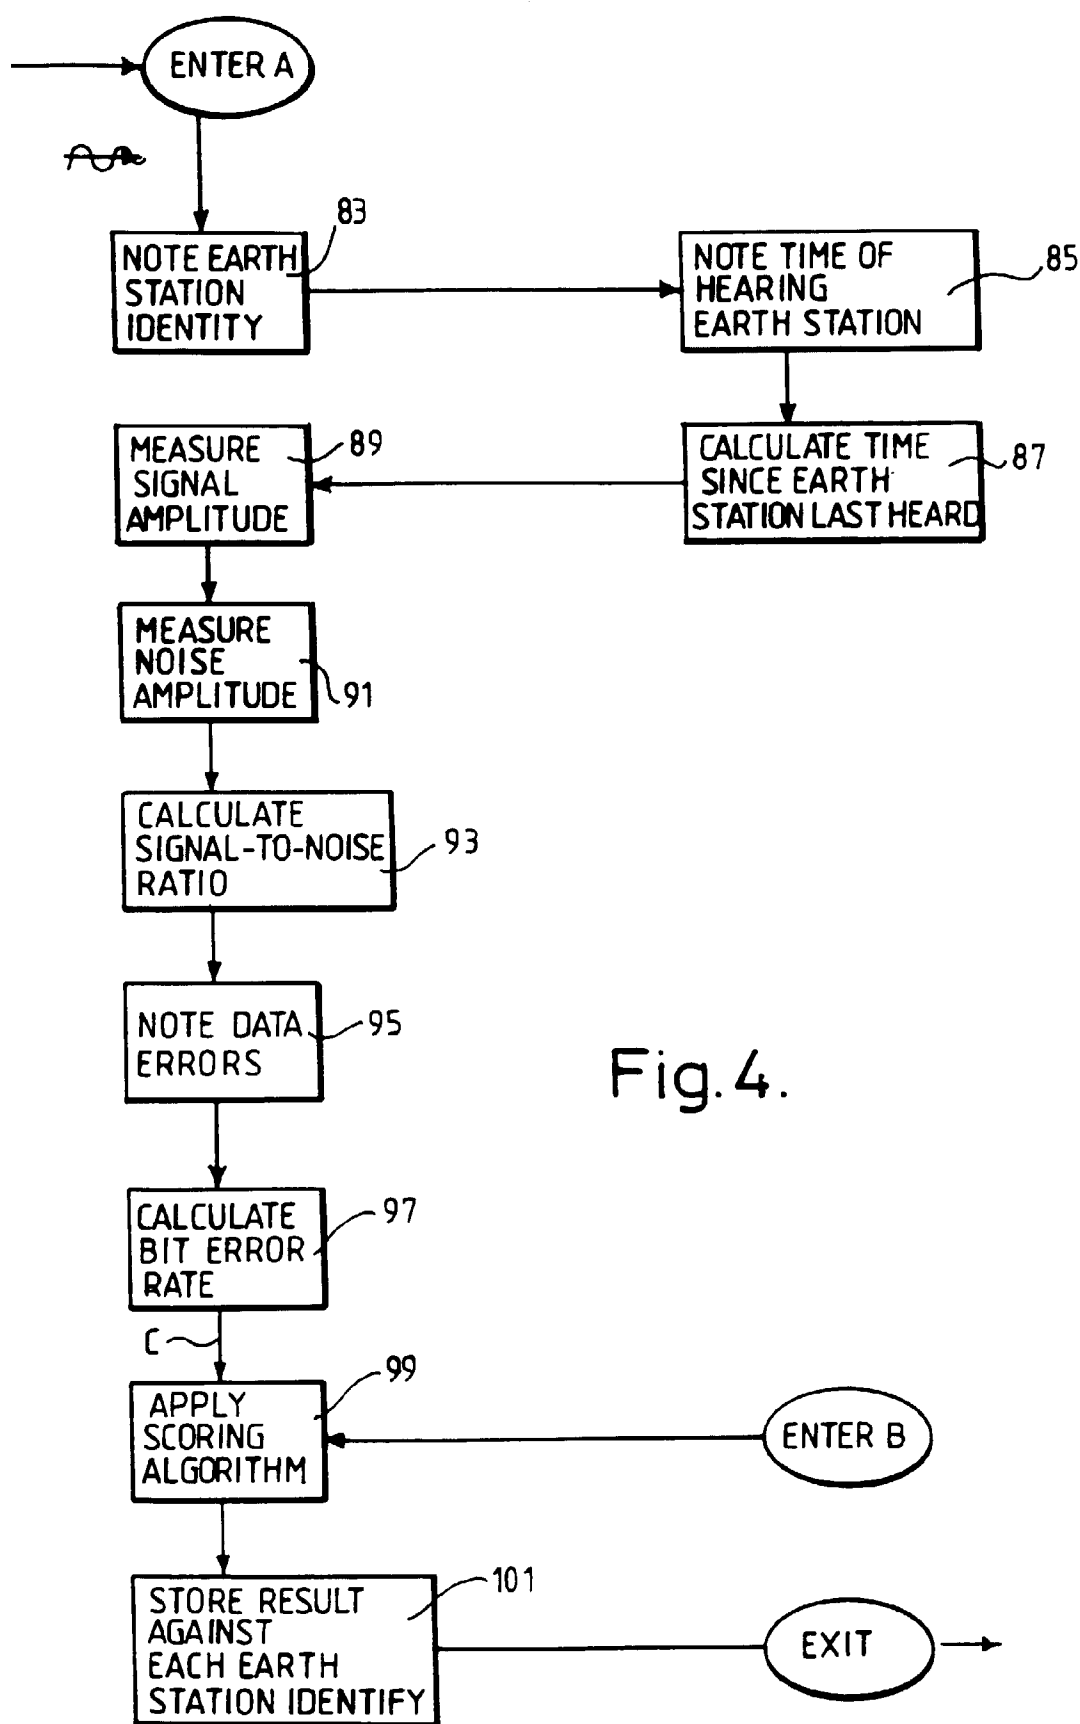 ENTER A
83
NOTE EARTH
STATION
IDENTITY
NOTE TIME OF
HEARING
EARTH STATION
85
MEASURE
SIGNAL
AMPLITUDE
89
CALCULATE TIME
SINCE EARTH
STATION LAST HEARD
87
MEASURE
NOISE
AMPLITUDE
91
CALCULATE
SIGNAL-TO-NOISE
RATIO
93
NOTE DATA
ERRORS
95
Fig.4.
CALCULATE
BIT ERROR
RATE
97
C
99
APPLY
SCORING
ALGORITHM
ENTER B
101
STORE RESULT
AGAINST
EACH EARTH
STATION IDENTIFY
EXIT